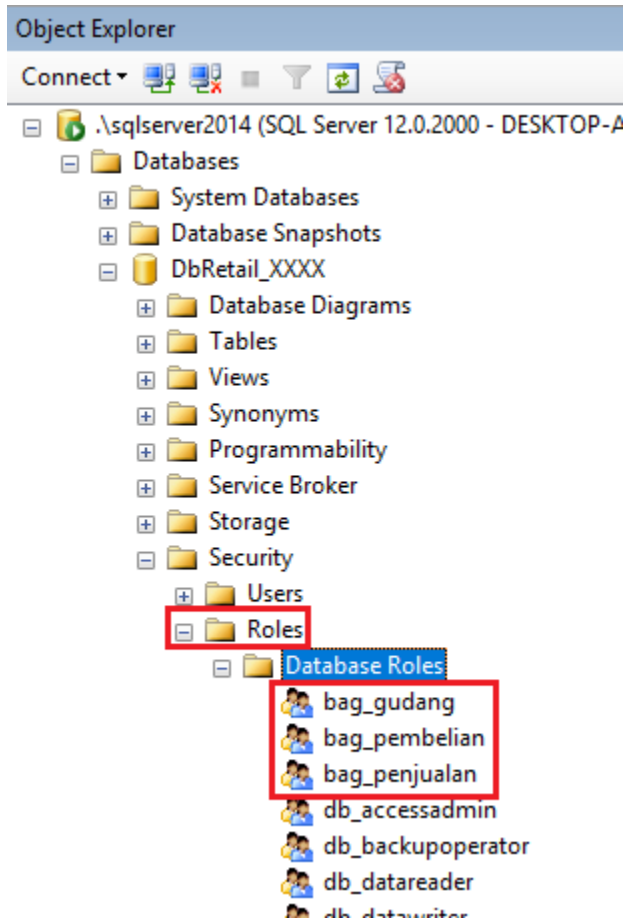 Object Explorer
Connect
.\sqlserver2014 (SQL Server 12.0.2000 - DESKTOP-A
Databases
System Databases
Database Snapshots
DbRetail_XXXX
Database Diagrams
Tables
Views
Synonyms
Programmability
Service Broker
Storage
Security
Users
Roles
Database Roles
bag_gudang
bag_pembelian
bag_penjualan
db_accessadmin
db_backupoperator
db_datareader
db_datawriter